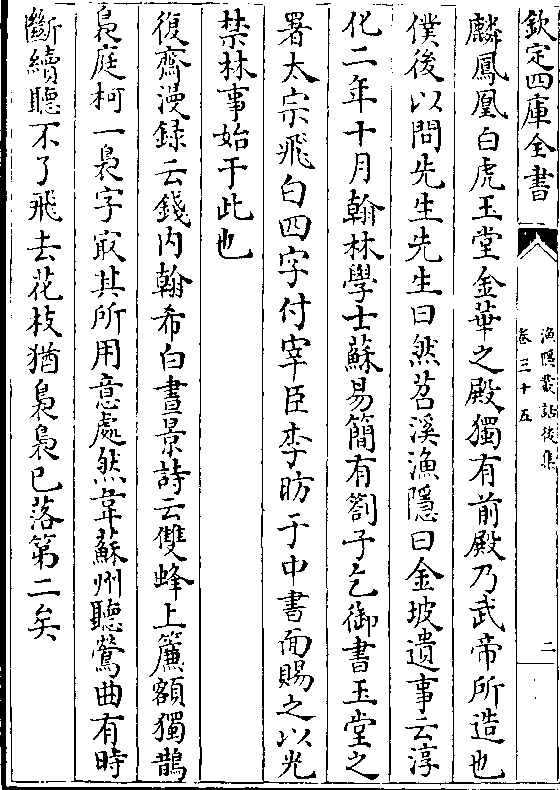 欽定四庫全書
漁隱叢話後集
卷三十五
二
麟鳳凰白虎玉堂金華之殿獨有前殿乃武帝所造也
僕後以問先生先生曰然苕溪漁隱曰金坡遺事云淳
化二年十月翰林學士蘇易簡有劄子乞御書玉堂之
署太宗飛白四字付宰臣李昉于中書面賜之以光
禁林事始于此也
復齋漫録云錢内翰希白晝景詩云雙蜂上簾額獨鵲
裊庭柯一裊字㝡其所用意處然韋蘇州聽鶯曲有時
斷續聽不了飛去花枝猶裊裊已落第二矣